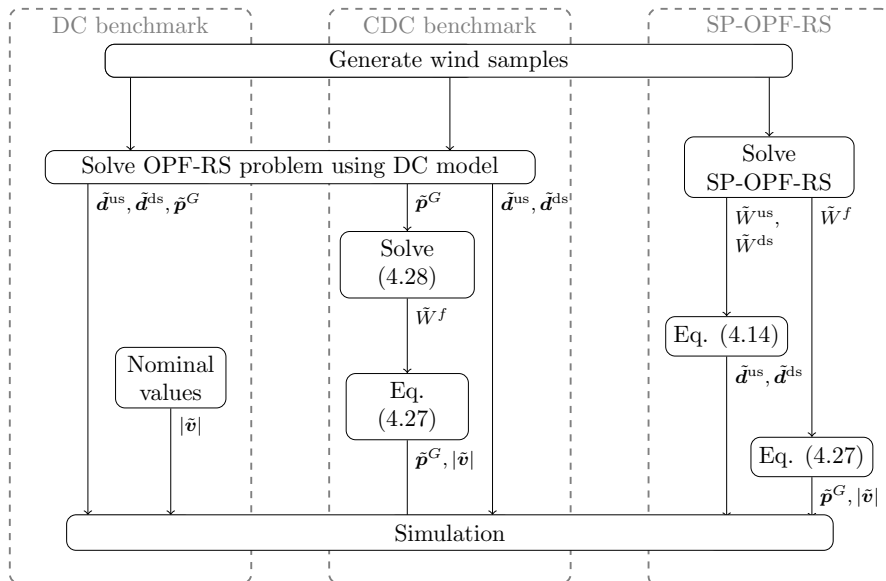 DC benchmark
CDC benchmark
SP-OPF-RS
Generate wind samples
Solve OPF-RS problem using DC model
Solve
SP-OPF-RS
d̃ᵘˢ, d̃ᵈˢ, p̃ᴳ
p̃ᴳ
d̃ᵘˢ, d̃ᵈˢ
W̃ᵘˢ,
W̃ᵈˢ
W̃ᶠ
Solve
(4.28)
W̃ᶠ
Eq. (4.14)
Nominal
values
d̃ᵘˢ, d̃ᵈˢ
Eq.
(4.27)
|ṽ|
Eq. (4.27)
p̃ᴳ, |ṽ|
p̃ᴳ, |ṽ|
Simulation